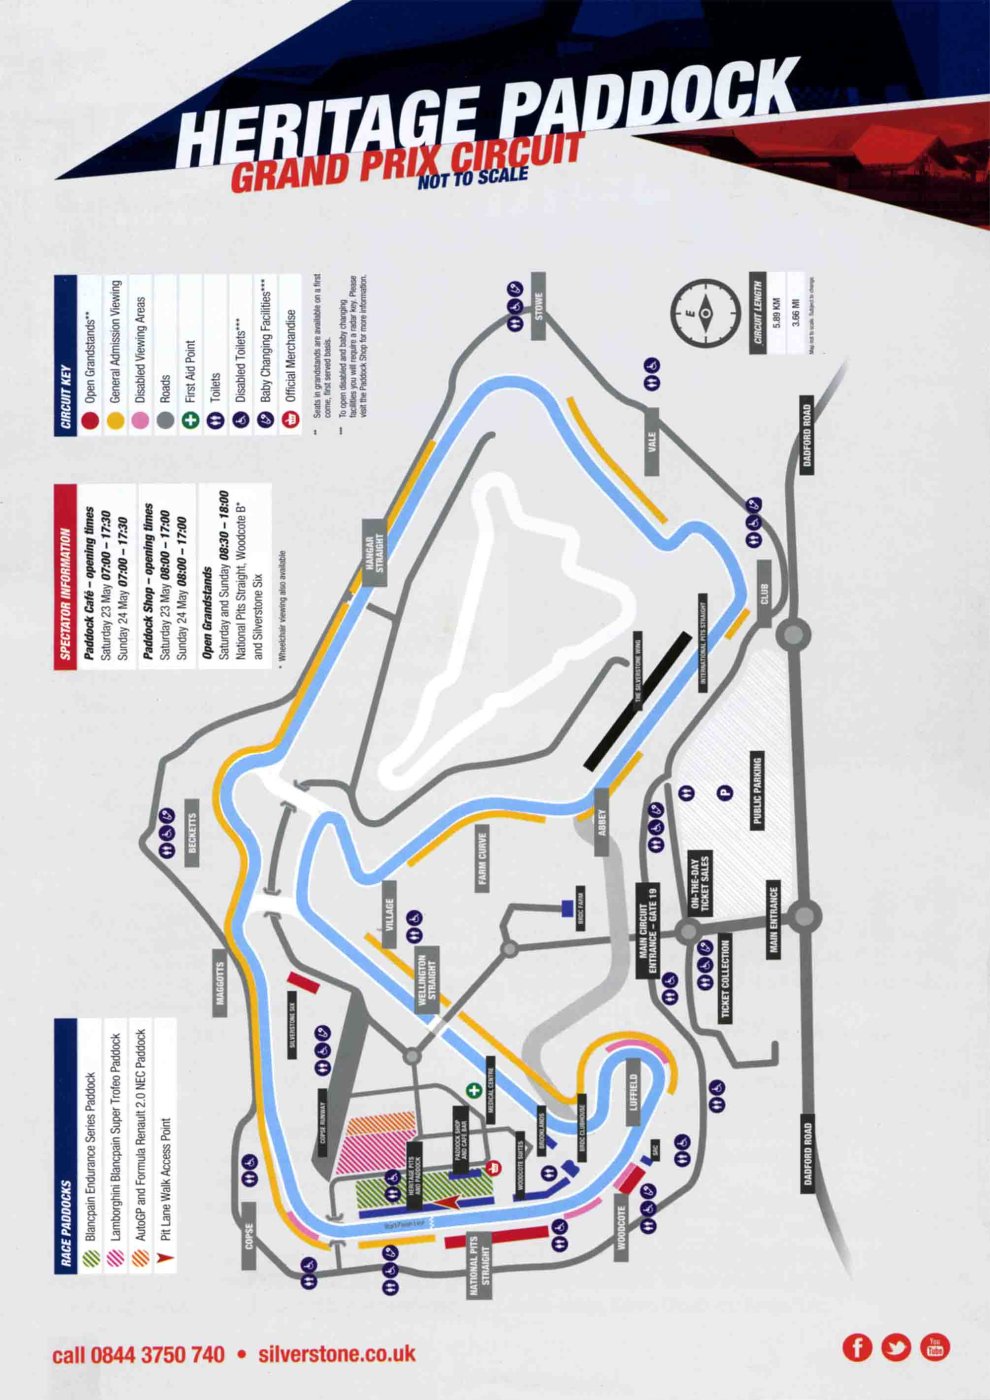 HERITAGE PADDOCK
GRAND PRIX CIRCUIT
NOT TO SCALE
CIRCUIT KEY
Open Grandstands**
General Admission Viewing
Disabled Viewing Areas
Roads
First Aid Point
Toilets
Disabled Toilets***
Baby Changing Facilities***
Official Merchandise
** Seats in grandstands are available on a first
come, first served basis.
*** To open disabled and baby changing
facilities you will require a radar key. Please
visit the Paddock Shop for more information.
SPECTATOR INFORMATION
Paddock Café – opening times
Saturday 23 May 07:00 – 17:30
Sunday 24 May 07:00 – 17:30
Paddock Shop – opening times
Saturday 23 May 08:00 – 17:00
Sunday 24 May 08:00 – 17:00
Open Grandstands
Saturday and Sunday 08:30 – 18:00
National Pits Straight, Woodcote B*
and Silverstone Six
* Wheelchair viewing also available
RACE PADDOCKS
Blancpain Endurance Series Paddock
Lamborghini Blancpain Super Trofeo Paddock
AutoGP and Formula Renault 2.0 NEC Paddock
Pit Lane Walk Access Point
E
CIRCUIT LENGTH
5.89 KM
3.66 MI
Map not to scale. Subject to change.
STOWE
VALE
HANGAR
STRAIGHT
CLUB
DADFORD ROAD
THE SILVERSTONE WING
INTERNATIONAL PITS STRAIGHT
BECKETTS
ABBEY
FARM CURVE
VILLAGE
P
PUBLIC PARKING
ON-THE-DAY
TICKET SALES
MAIN CIRCUIT
ENTRANCE – GATE 19
MAIN ENTRANCE
TICKET COLLECTION
BRDC FARM
WELLINGTON
STRAIGHT
MAGGOTTS
SILVERSTONE SIX
COPSE RUNWAY
MEDICAL CENTRE
PADDOCK SHOP
AND CAFE BAR
HERITAGE PITS
AND PADDOCK
WOODCOTE SUITES
BROOKLANDS
BRDC CLUBHOUSE
LUFFIELD
SRC
WOODCOTE
COPSE
Start/Finish Line
NATIONAL PITS
STRAIGHT
DADFORD ROAD
call 0844 3750 740 • silverstone.co.uk
f
You
Tube